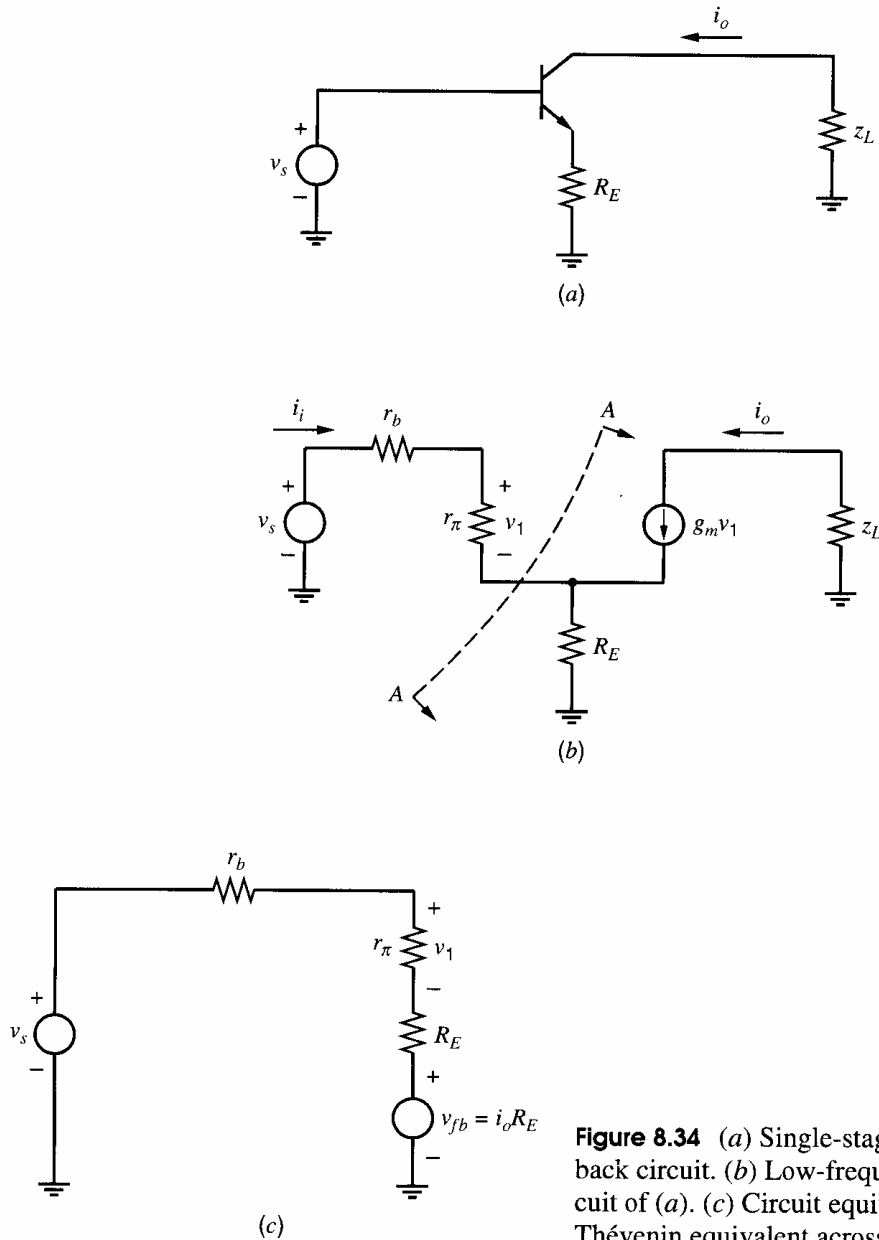 i_o
+
v_s
−
z_L
R_E
(a)
i_i
r_b
A
i_o
+
+
v_s
r_π
v_1
g_m v_1
z_L
−
−
R_E
A
(b)
r_b
+
r_π
v_1
−
+
v_s
R_E
−
+
v_fb = i_o R_E
−
(c)
Figure 8.34 (a) Single-stag
back circuit. (b) Low-frequ
cuit of (a). (c) Circuit equi
Thévenin equivalent across